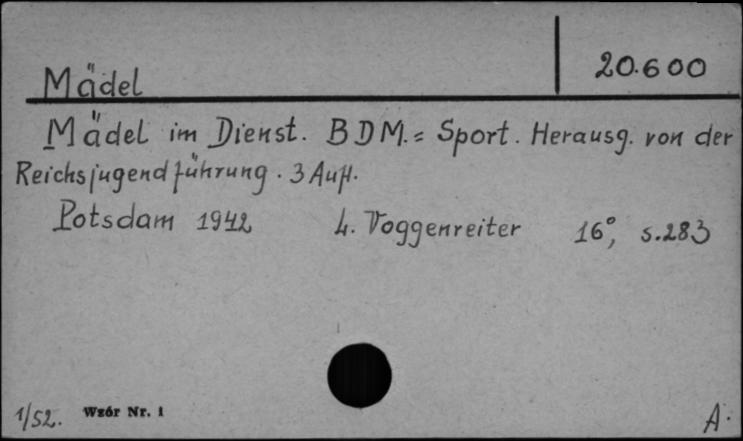 Mädel 20.600
Mädel im Dienst. BDM.= Sport. Herausg. von der
Reichsjugendführung. 3 Aufl.
Potsdam 1942 L. Voggenreiter 16°, s.283
1/52. Wzór Nr. 1 A.